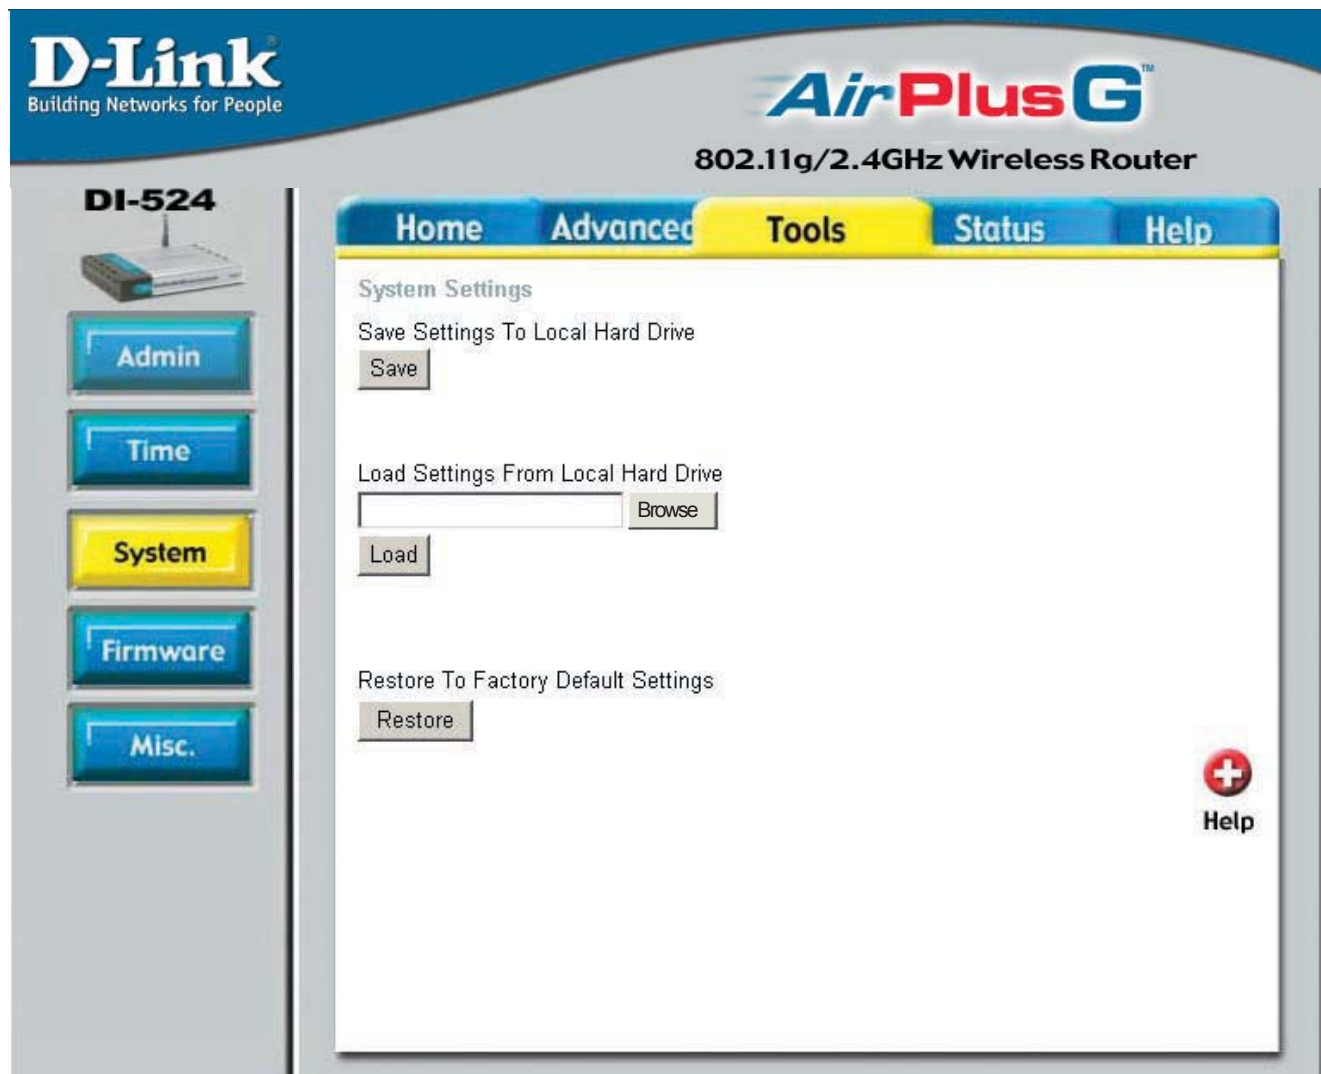 D-Link®
Building Networks for People
AirPlusG™
802.11g/2.4GHz Wireless Router
DI-524
Home Advanced Tools Status Help
Admin
Time
System
Firmware
Misc.
System Settings
Save Settings To Local Hard Drive
Save
Load Settings From Local Hard Drive
Browse
Load
Restore To Factory Default Settings
Restore
Help